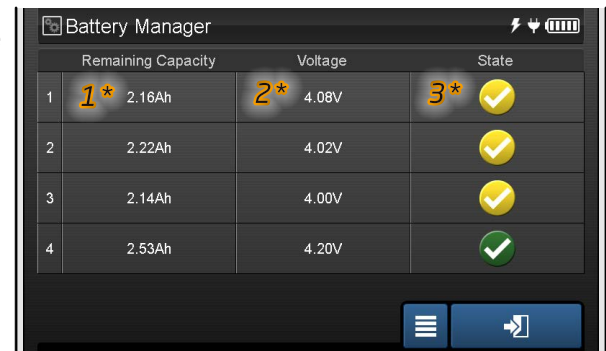 Battery Manager
Remaining Capacity Voltage State
1 1* 2.16Ah 2* 4.08V 3*
2 2.22Ah 4.02V
3 2.14Ah 4.00V
4 2.53Ah 4.20V